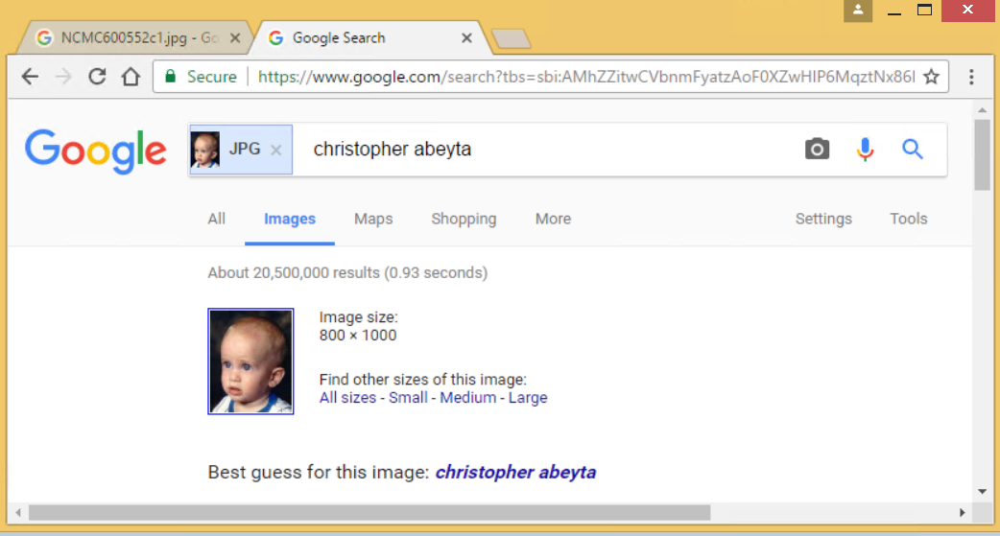 NCMC600552c1.jpg - Go
Google Search
Secure
https://www.google.com/search?tbs=sbi:AMhZZitwCVbnmFyatzAoF0XZwHIP6MqztNx86I
Google
JPG
christopher abeyta
All
Images
Maps
Shopping
More
Settings
Tools
About 20,500,000 results (0.93 seconds)
Image size:
800 × 1000
Find other sizes of this image:
All sizes - Small - Medium - Large
Best guess for this image: christopher abeyta